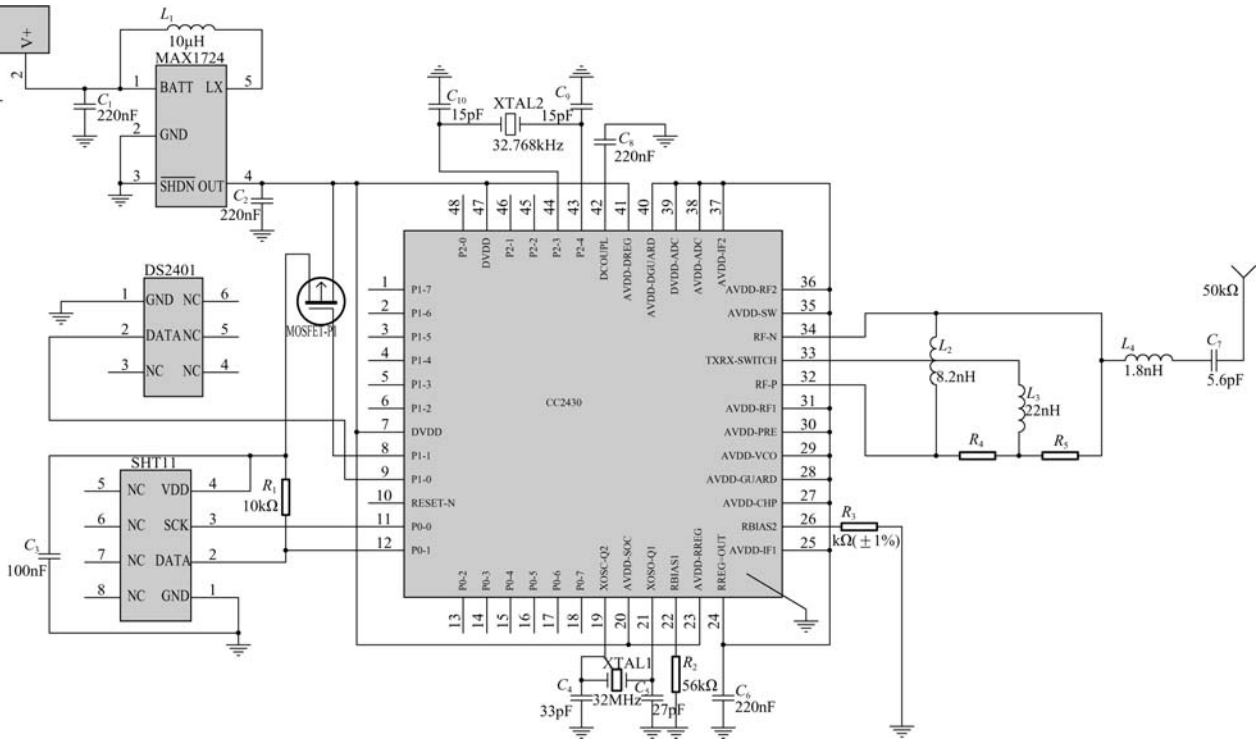 V+
2
L₁
10μH
MAX1724
1
BATT
LX
5
C₁
220nF
2
GND
3
SHDN
OUT
4
C₂
220nF
C₁₀
15pF
XTAL2
32.768kHz
C₉
15pF
C₈
220nF
DS2401
1
GND
NC
6
2
DATA
NC
5
3
NC
NC
4
MOSFET-P1
48
47
46
45
44
43
42
41
40
39
38
37
P2-0
DVDD
P2-1
P2-2
P2-3
P2-4
DCOUPL
AVDD-DREG
AVDD-DGUARD
DVDD-ADC
AVDD-ADC
AVDD-IF2
1
P1-7
2
P1-6
3
P1-5
4
P1-4
5
P1-3
6
P1-2
7
DVDD
8
P1-1
9
P1-0
10
RESET-N
11
P0-0
12
P0-1
CC2430
AVDD-RF2
36
AVDD-SW
35
RF-N
34
TXRX-SWITCH
33
RF-P
32
AVDD-RF1
31
AVDD-PRE
30
AVDD-VCO
29
AVDD-GUARD
28
AVDD-CHP
27
RBIAS2
26
AVDD-IF1
25
P0-2
P0-3
P0-4
P0-5
P0-6
P0-7
XOSC-Q2
AVDD-SOC
XOSO-Q1
RBIAS1
AVDD-RREG
RREG=OUT
13
14
15
16
17
18
19
20
21
22
23
24
SHT11
5
NC
VDD
4
6
NC
SCK
3
7
NC
DATA
2
8
NC
GND
1
R₁
10kΩ
C₃
100nF
C₄
33pF
XTAL1
32MHz
C₅
27pF
R₂
56kΩ
C₆
220nF
R₃
kΩ(±1%)
L₂
8.2nH
L₃
22nH
R₄
R₅
L₄
1.8nH
C₇
5.6pF
50kΩ